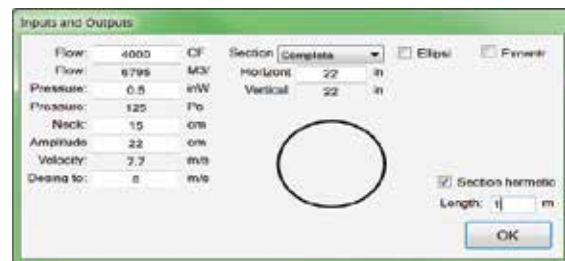 Inputs and Outputs
Flow: 4000 CF
Flow: 6796 M3/
Pressure: 0.5 inW
Pressure: 125 Pa
Neck: 15 cm
Amplitude 22 cm
Velocity: 7.7 m/s
Desing to: 8 m/s
Section Complete
Horizont 22 in
Vertical 22 in
Elipsi
Section hermetic
Length: 1 m
OK